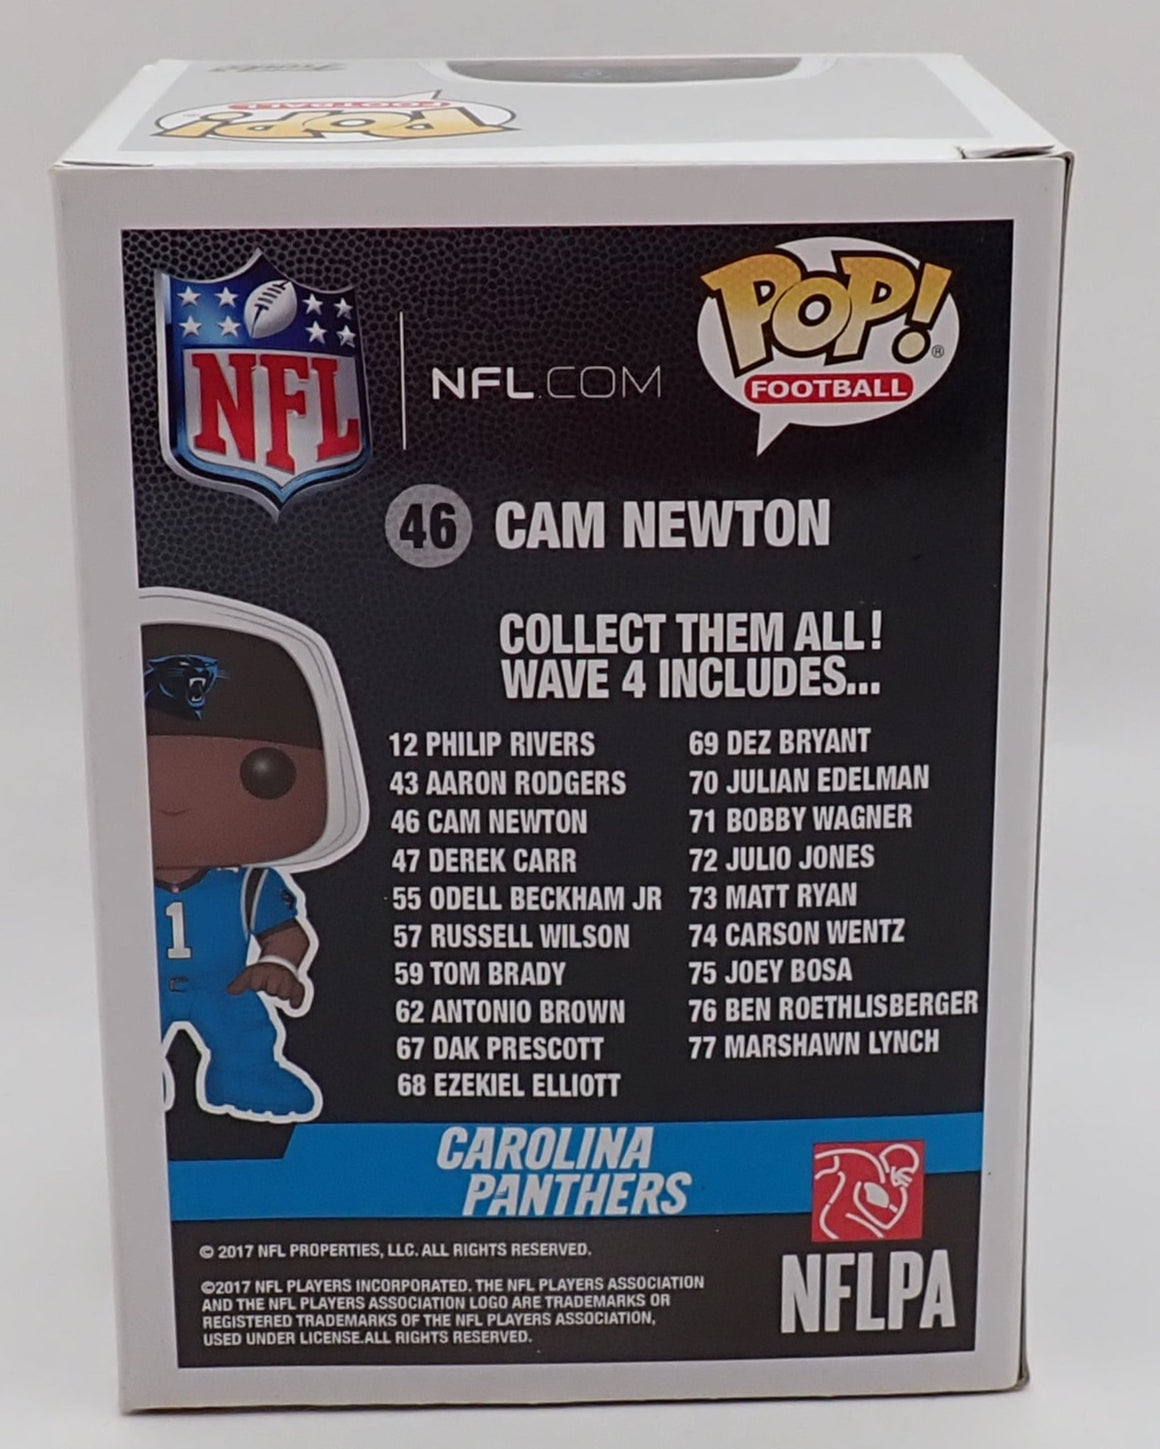 Funko
POP!
FOOTBALL
NFL
NFL.COM
POP!®
FOOTBALL
46 CAM NEWTON
COLLECT THEM ALL!
WAVE 4 INCLUDES...
12 PHILIP RIVERS
43 AARON RODGERS
46 CAM NEWTON
47 DEREK CARR
55 ODELL BECKHAM JR
57 RUSSELL WILSON
59 TOM BRADY
62 ANTONIO BROWN
67 DAK PRESCOTT
68 EZEKIEL ELLIOTT
69 DEZ BRYANT
70 JULIAN EDELMAN
71 BOBBY WAGNER
72 JULIO JONES
73 MATT RYAN
74 CARSON WENTZ
75 JOEY BOSA
76 BEN ROETHLISBERGER
77 MARSHAWN LYNCH
1
CAROLINA
PANTHERS
NFLPA
© 2017 NFL PROPERTIES, LLC. ALL RIGHTS RESERVED.
©2017 NFL PLAYERS INCORPORATED. THE NFL PLAYERS ASSOCIATION
AND THE NFL PLAYERS ASSOCIATION LOGO ARE TRADEMARKS OR
REGISTERED TRADEMARKS OF THE NFL PLAYERS ASSOCIATION,
USED UNDER LICENSE.ALL RIGHTS RESERVED.